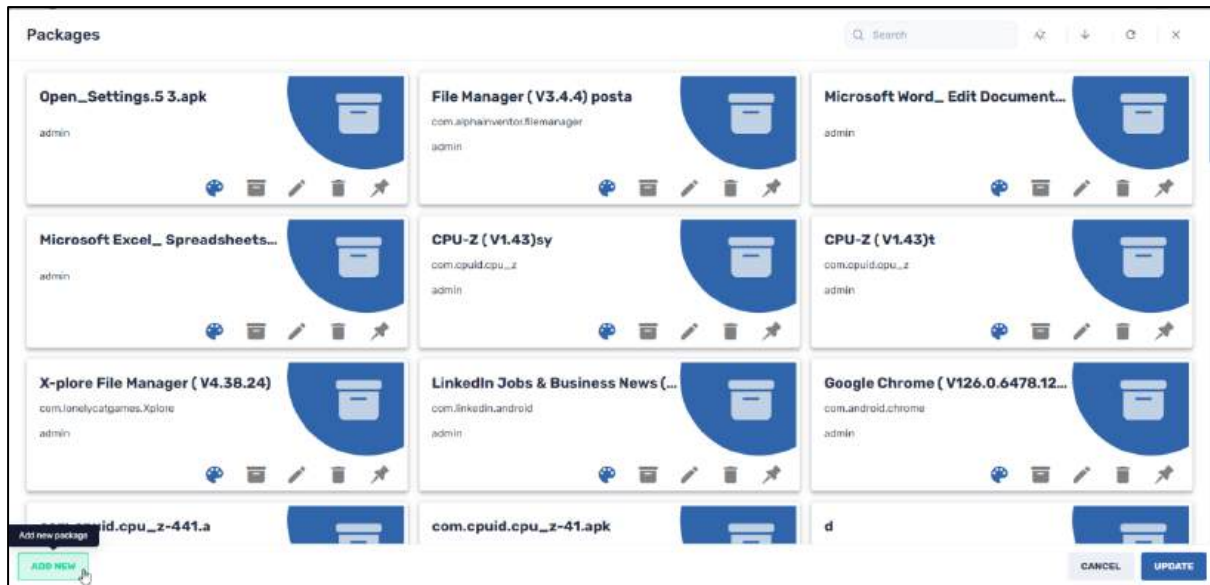 Packages
Search
Open_Settings.5 3.apk
admin
File Manager ( V3.4.4) posta
com.alphainventor.filemanager
admin
Microsoft Word_ Edit Document...
admin
Microsoft Excel_ Spreadsheets...
admin
CPU-Z ( V1.43)sy
com.cpuid.cpu_z
admin
CPU-Z ( V1.43)t
com.cpuid.cpu_z
admin
X-plore File Manager ( V4.38.24)
com.lonelycatgames.Xplore
admin
LinkedIn Jobs & Business News (...
com.linkedin.android
admin
Google Chrome ( V126.0.6478.12...
com.android.chrome
admin
cpuid.cpu_z-441.a
com.cpuid.cpu_z-41.apk
d
Add new package
ADD NEW
CANCEL
UPDATE